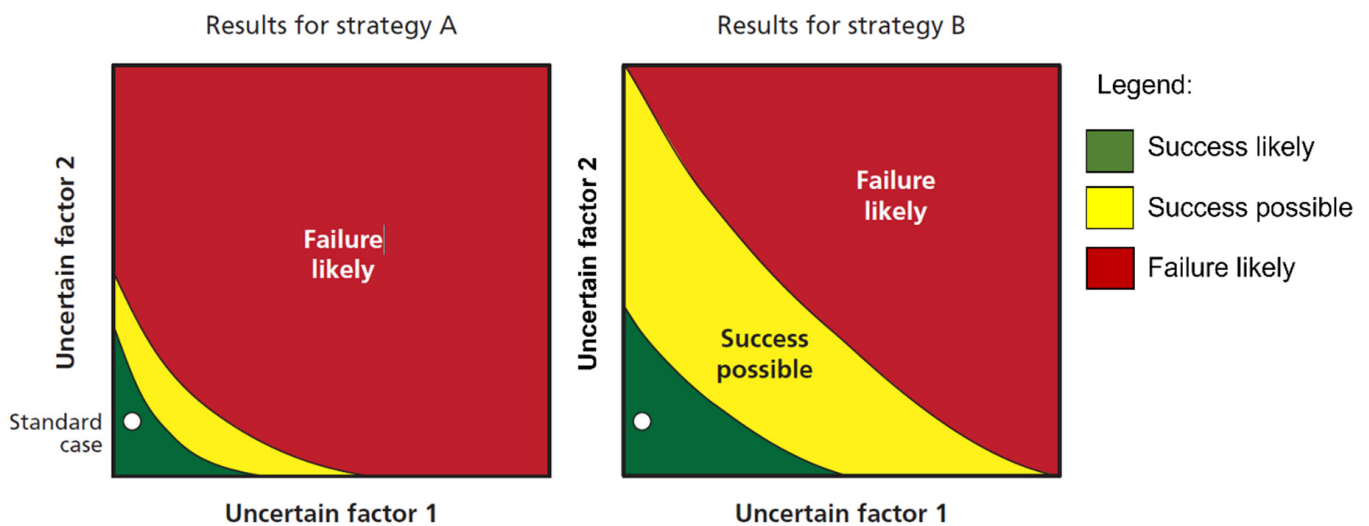 Results for strategy A
Uncertain factor 2
Failure
likely
Standard
case
Uncertain factor 1
Results for strategy B
Uncertain factor 2
Failure
likely
Success
possible
Uncertain factor 1
Legend:
Success likely
Success possible
Failure likely